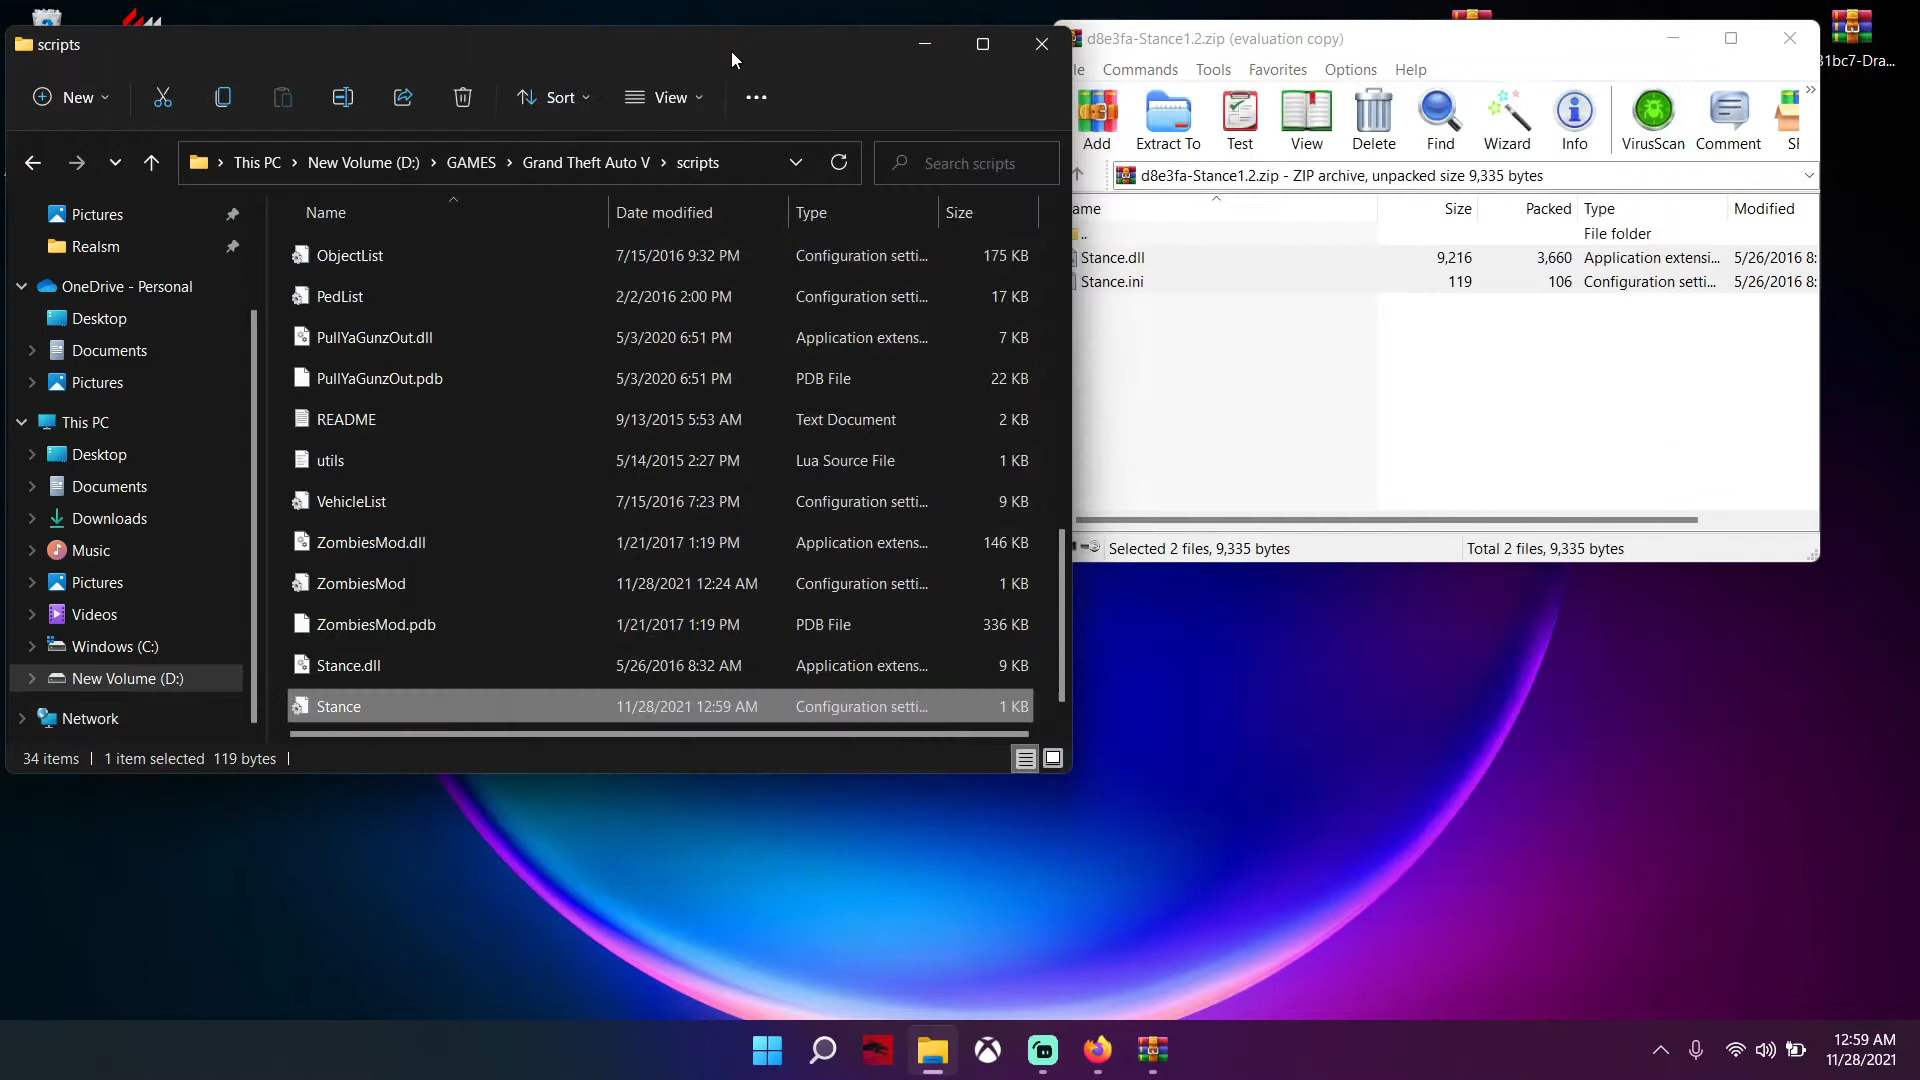 scripts
New
Sort
View
This PC
New Volume (D:)
GAMES
Grand Theft Auto V
scripts
Search scripts
Pictures
Realsm
OneDrive - Personal
Desktop
Documents
Pictures
This PC
Desktop
Documents
Downloads
Music
Pictures
Videos
Windows (C:)
New Volume (D:)
Network
Name Date modified Type Size
ObjectList 7/15/2016 9:32 PM Configuration setti... 175 KB
PedList 2/2/2016 2:00 PM Configuration setti... 17 KB
PullYaGunzOut.dll 5/3/2020 6:51 PM Application extens... 7 KB
PullYaGunzOut.pdb 5/3/2020 6:51 PM PDB File 22 KB
README 9/13/2015 5:53 AM Text Document 2 KB
utils 5/14/2015 2:27 PM Lua Source File 1 KB
VehicleList 7/15/2016 7:23 PM Configuration setti... 9 KB
ZombiesMod.dll 1/21/2017 1:19 PM Application extens... 146 KB
ZombiesMod 11/28/2021 12:24 AM Configuration setti... 1 KB
ZombiesMod.pdb 1/21/2017 1:19 PM PDB File 336 KB
Stance.dll 5/26/2016 8:32 AM Application extens... 9 KB
Stance 11/28/2021 12:59 AM Configuration setti... 1 KB
34 items 1 item selected 119 bytes
d8e3fa-Stance1.2.zip (evaluation copy)
le Commands Tools Favorites Options Help
Add Extract To Test View Delete Find Wizard Info VirusScan Comment SF
d8e3fa-Stance1.2.zip - ZIP archive, unpacked size 9,335 bytes
ame Size Packed Type Modified
.. File folder
Stance.dll 9,216 3,660 Application extensi... 5/26/2016 8:
Stance.ini 119 106 Configuration setti... 5/26/2016 8:
Selected 2 files, 9,335 bytes Total 2 files, 9,335 bytes
31bc7-Dra...
12:59 AM
11/28/2021